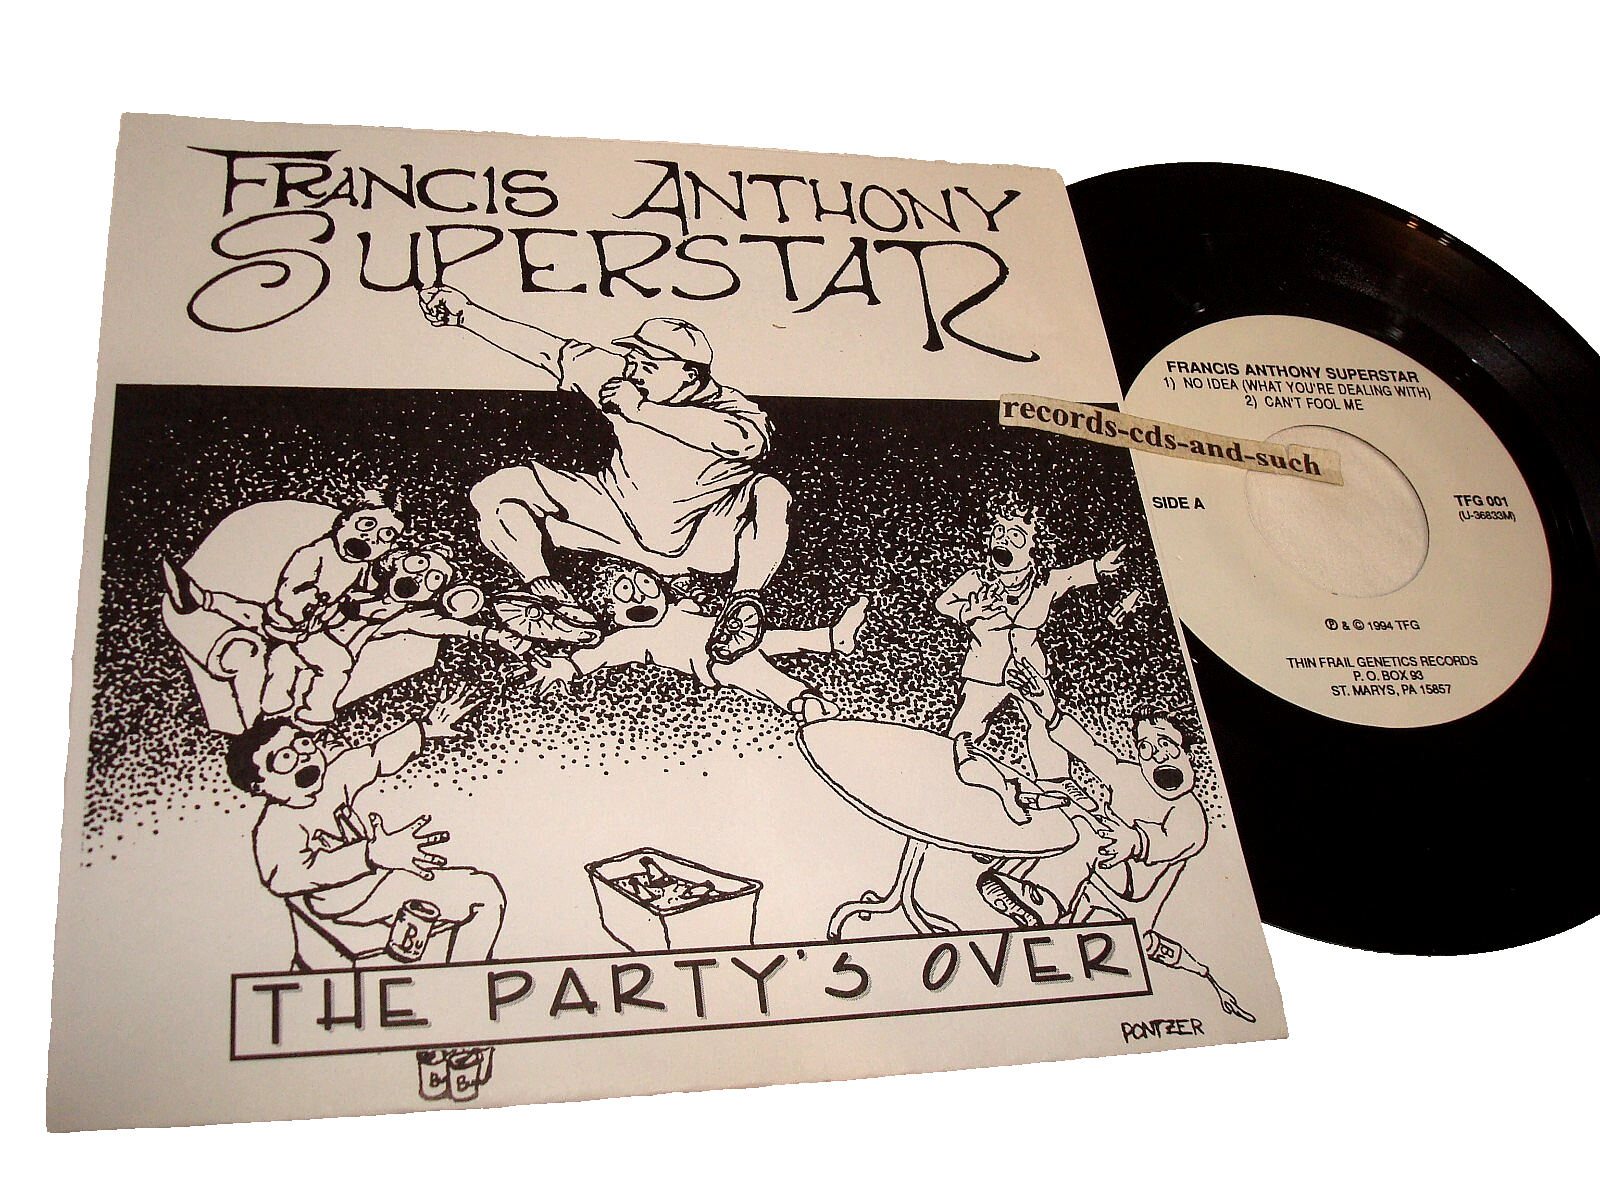 FRANCIS ANTHONY
SUPERSTAR
Bu
THE PARTY'S OVER
PONTZER
B B
FRANCIS ANTHONY SUPERSTAR
1) NO IDEA (WHAT YOU'RE DEALING WITH)
2) CAN'T FOOL ME
records-cds-and-such
SIDE A
TFG 001
(U-36833M)
℗ & © 1994 TFG
THIN FRAIL GENETICS RECORDS
P. O. BOX 93
ST. MARYS, PA 15857